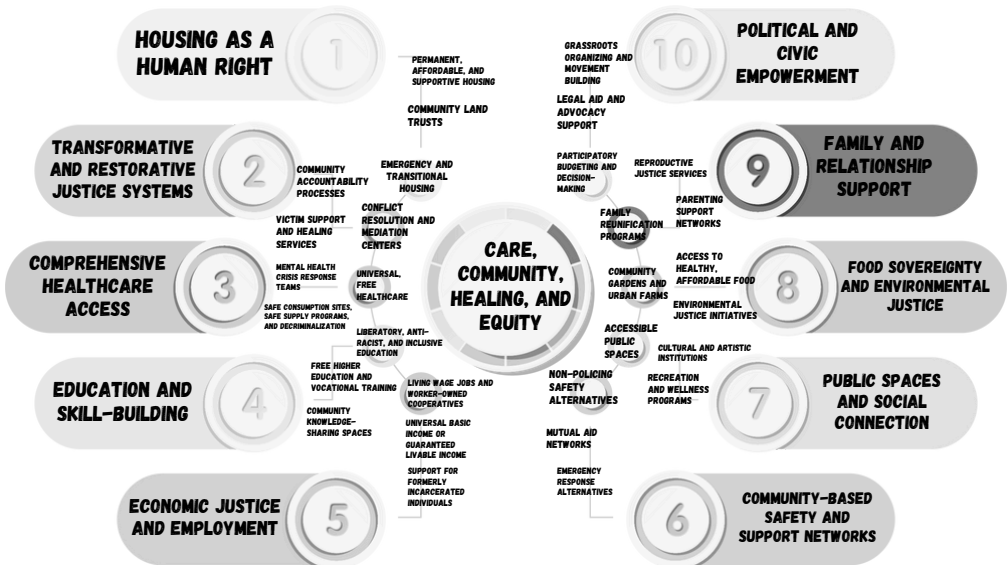 HOUSING AS A
HUMAN RIGHT
1
PERMANENT,
AFFORDABLE, AND
SUPPORTIVE HOUSING
COMMUNITY LAND
TRUSTS
EMERGENCY AND
TRANSITIONAL
HOUSING
TRANSFORMATIVE
AND RESTORATIVE
JUSTICE SYSTEMS
2
COMMUNITY
ACCOUNTABILITY
PROCESSES
VICTIM SUPPORT
AND HEALING
SERVICES
CONFLICT
RESOLUTION AND
MEDIATION
CENTERS
COMPREHENSIVE
HEALTHCARE
ACCESS
3
MENTAL HEALTH
CRISIS RESPONSE
TEAMS
UNIVERSAL,
FREE
HEALTHCARE
SAFE CONSUMPTION SITES,
SAFE SUPPLY PROGRAMS,
AND DECRIMINALIZATION
EDUCATION AND
SKILL-BUILDING
4
LIBERATORY, ANTI-
RACIST, AND INCLUSIVE
EDUCATION
FREE HIGHER
EDUCATION AND
VOCATIONAL TRAINING
COMMUNITY
KNOWLEDGE-
SHARING SPACES
ECONOMIC JUSTICE
AND EMPLOYMENT
5
LIVING WAGE JOBS AND
WORKER-OWNED
COOPERATIVES
UNIVERSAL BASIC
INCOME OR
GUARANTEED
LIVABLE INCOME
SUPPORT FOR
FORMERLY
INCARCERATED
INDIVIDUALS
CARE,
COMMUNITY,
HEALING, AND
EQUITY
GRASSROOTS
ORGANIZING AND
MOVEMENT
BUILDING
10
POLITICAL AND
CIVIC
EMPOWERMENT
LEGAL AID AND
ADVOCACY
SUPPORT
PARTICIPATORY
BUDGETING AND
DECISION-
MAKING
REPRODUCTIVE
JUSTICE SERVICES
9
FAMILY AND
RELATIONSHIP
SUPPORT
PARENTING
SUPPORT
NETWORKS
FAMILY
REUNIFICATION
PROGRAMS
ACCESS TO
HEALTHY,
AFFORDABLE FOOD
8
FOOD SOVEREIGNTY
AND ENVIRONMENTAL
JUSTICE
COMMUNITY
GARDENS AND
URBAN FARMS
ENVIRONMENTAL
JUSTICE INITIATIVES
ACCESSIBLE
PUBLIC
SPACES
CULTURAL AND ARTISTIC
INSTITUTIONS
RECREATION
AND WELLNESS
PROGRAMS
7
PUBLIC SPACES
AND SOCIAL
CONNECTION
NON-POLICING
SAFETY
ALTERNATIVES
MUTUAL AID
NETWORKS
EMERGENCY
RESPONSE
ALTERNATIVES
6
COMMUNITY-BASED
SAFETY AND
SUPPORT NETWORKS